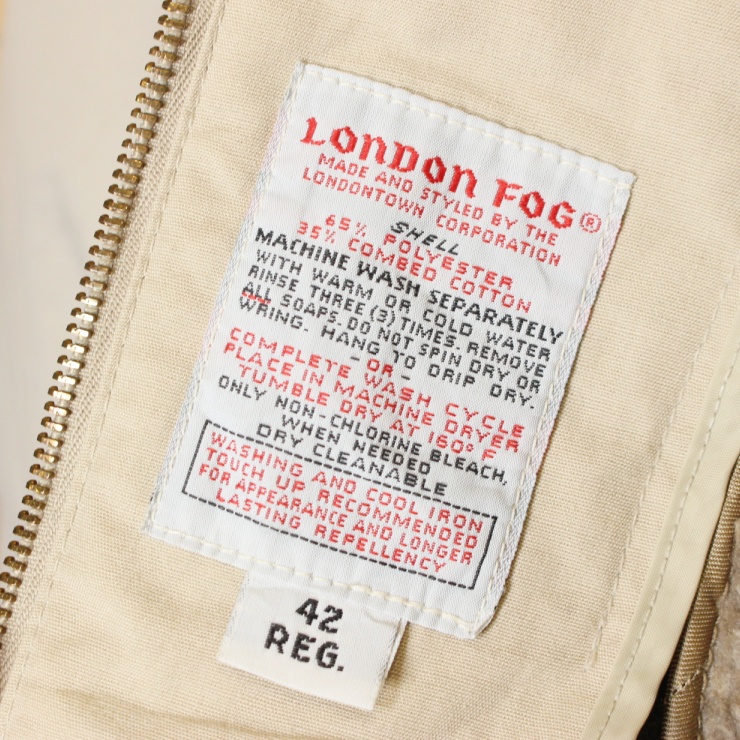 LONDON FOG®
MADE AND STYLED BY THE
LONDONTOWN CORPORATION
SHELL
65% POLYESTER
35% COMBED COTTON
MACHINE WASH SEPARATELY
WITH WARM OR COLD WATER
RINSE THREE (3) TIMES. REMOVE
ALL SOAPS. DO NOT SPIN DRY OR
WRING. HANG TO DRIP DRY.
- OR -
COMPLETE WASH CYCLE
PLACE IN MACHINE DRYER
TUMBLE DRY AT 160° F
ONLY NON-CHLORINE BLEACH,
WHEN NEEDED
DRY CLEANABLE
WASHING AND COOL IRON
TOUCH UP RECOMMENDED
FOR APPEARANCE AND LONGER
LASTING REPELLENCY
42
REG.